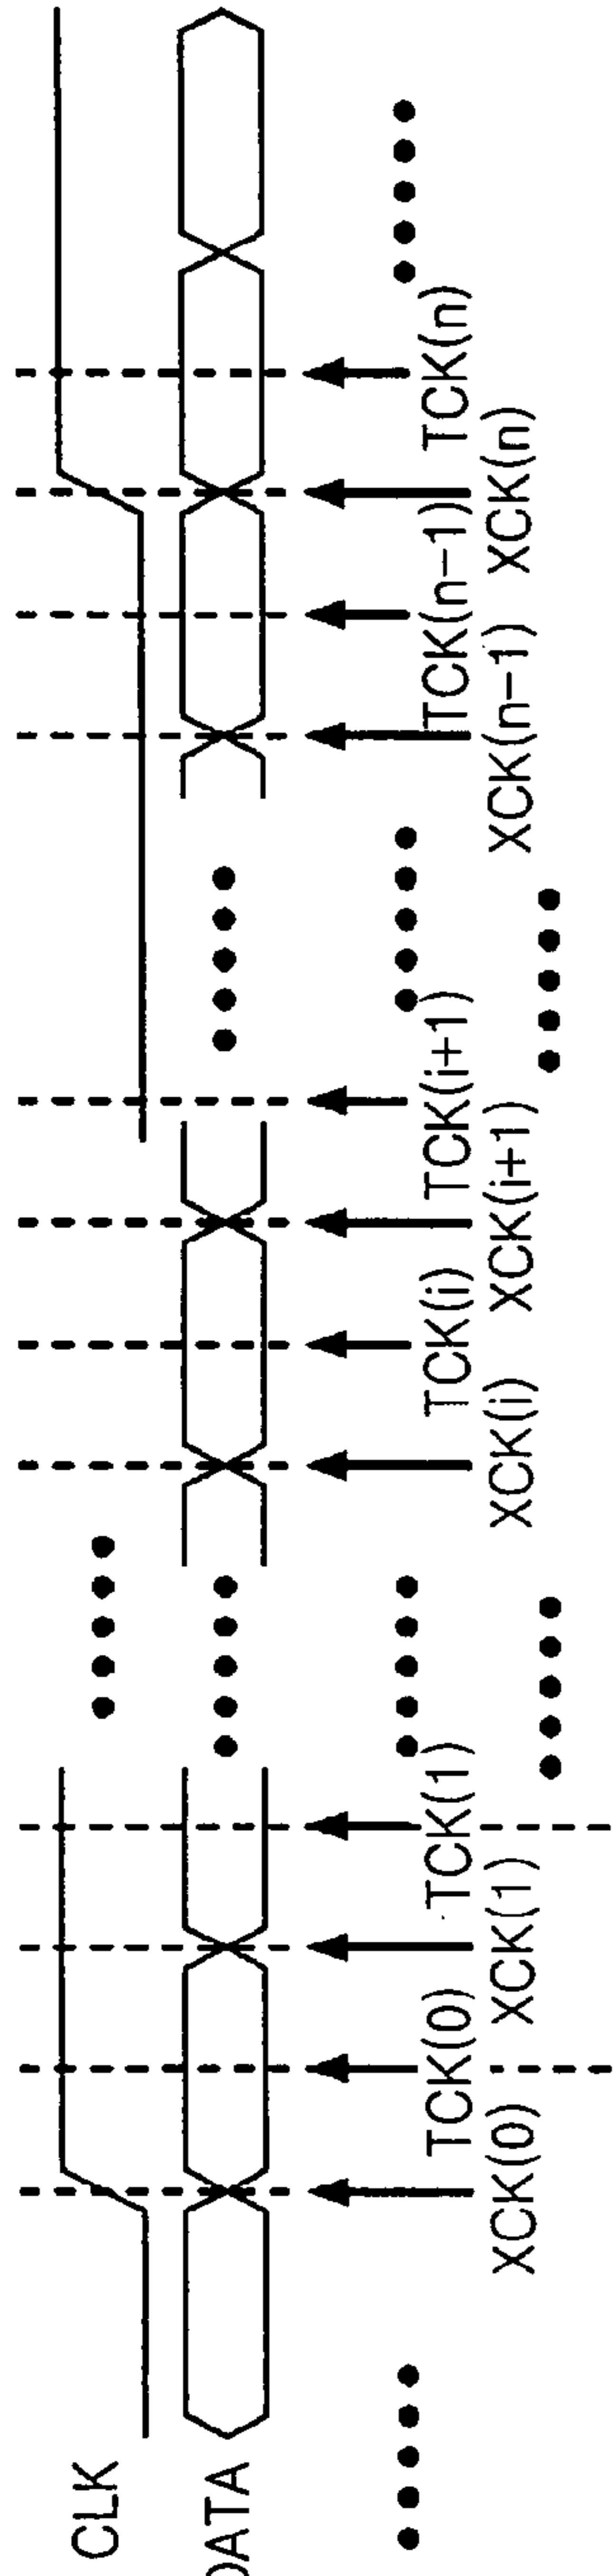 CLK
DATA
TCK(0)
TCK(1)
TCK(i)
TCK(i+1)
TCK(n-1)
TCK(n)
XCK(0)
XCK(1)
XCK(i)
XCK(i+1)
XCK(n-1)
XCK(n)